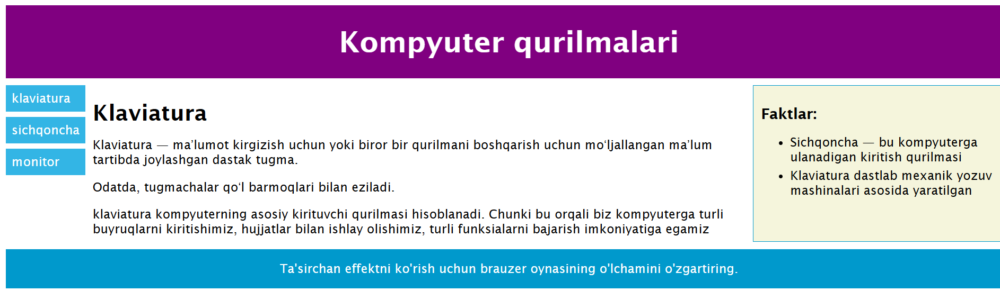 Kompyuter qurilmalari
klaviatura
sichqoncha
monitor
Klaviatura
Klaviatura — ma’lumot kirgizish uchun yoki biror bir qurilmani boshqarish uchun mo‘ljallangan ma’lum
tartibda joylashgan dastak tugma.
Odatda, tugmachalar qo‘l barmoqlari bilan eziladi.
klaviatura kompyuterning asosiy kirituvchi qurilmasi hisoblanadi. Chunki bu orqali biz kompyuterga turli
buyruqlarni kiritishimiz, hujjatlar bilan ishlay olishimiz, turli funksialarni bajarish imkoniyatiga egamiz
Faktlar:
• Sichqoncha — bu kompyuterga
ulanadigan kiritish qurilmasi
• Klaviatura dastlab mexanik yozuv
mashinalari asosida yaratilgan
Ta'sirchan effektni ko'rish uchun brauzer oynasining o'lchamini o'zgartiring.